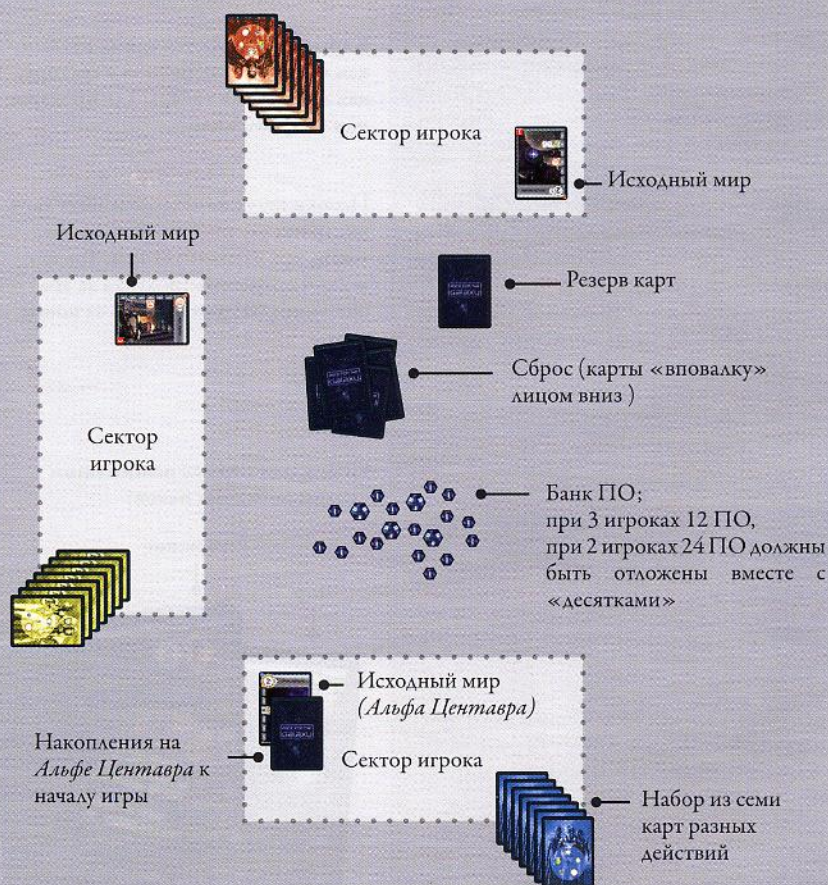 Сектор игрока
Исходный мир
Исходный мир
Резерв карт
Сброс (карты «вповалку»
лицом вниз )
Сектор
игрока
Банк ПО;
при 3 игроках 12 ПО,
при 2 игроках 24 ПО должны
быть отложены вместе с
«десятками»
Исходный мир
(Альфа Центавра)
Накопления на
Альфе Центавра к
началу игры
Сектор игрока
Набор из семи
карт разных
действий